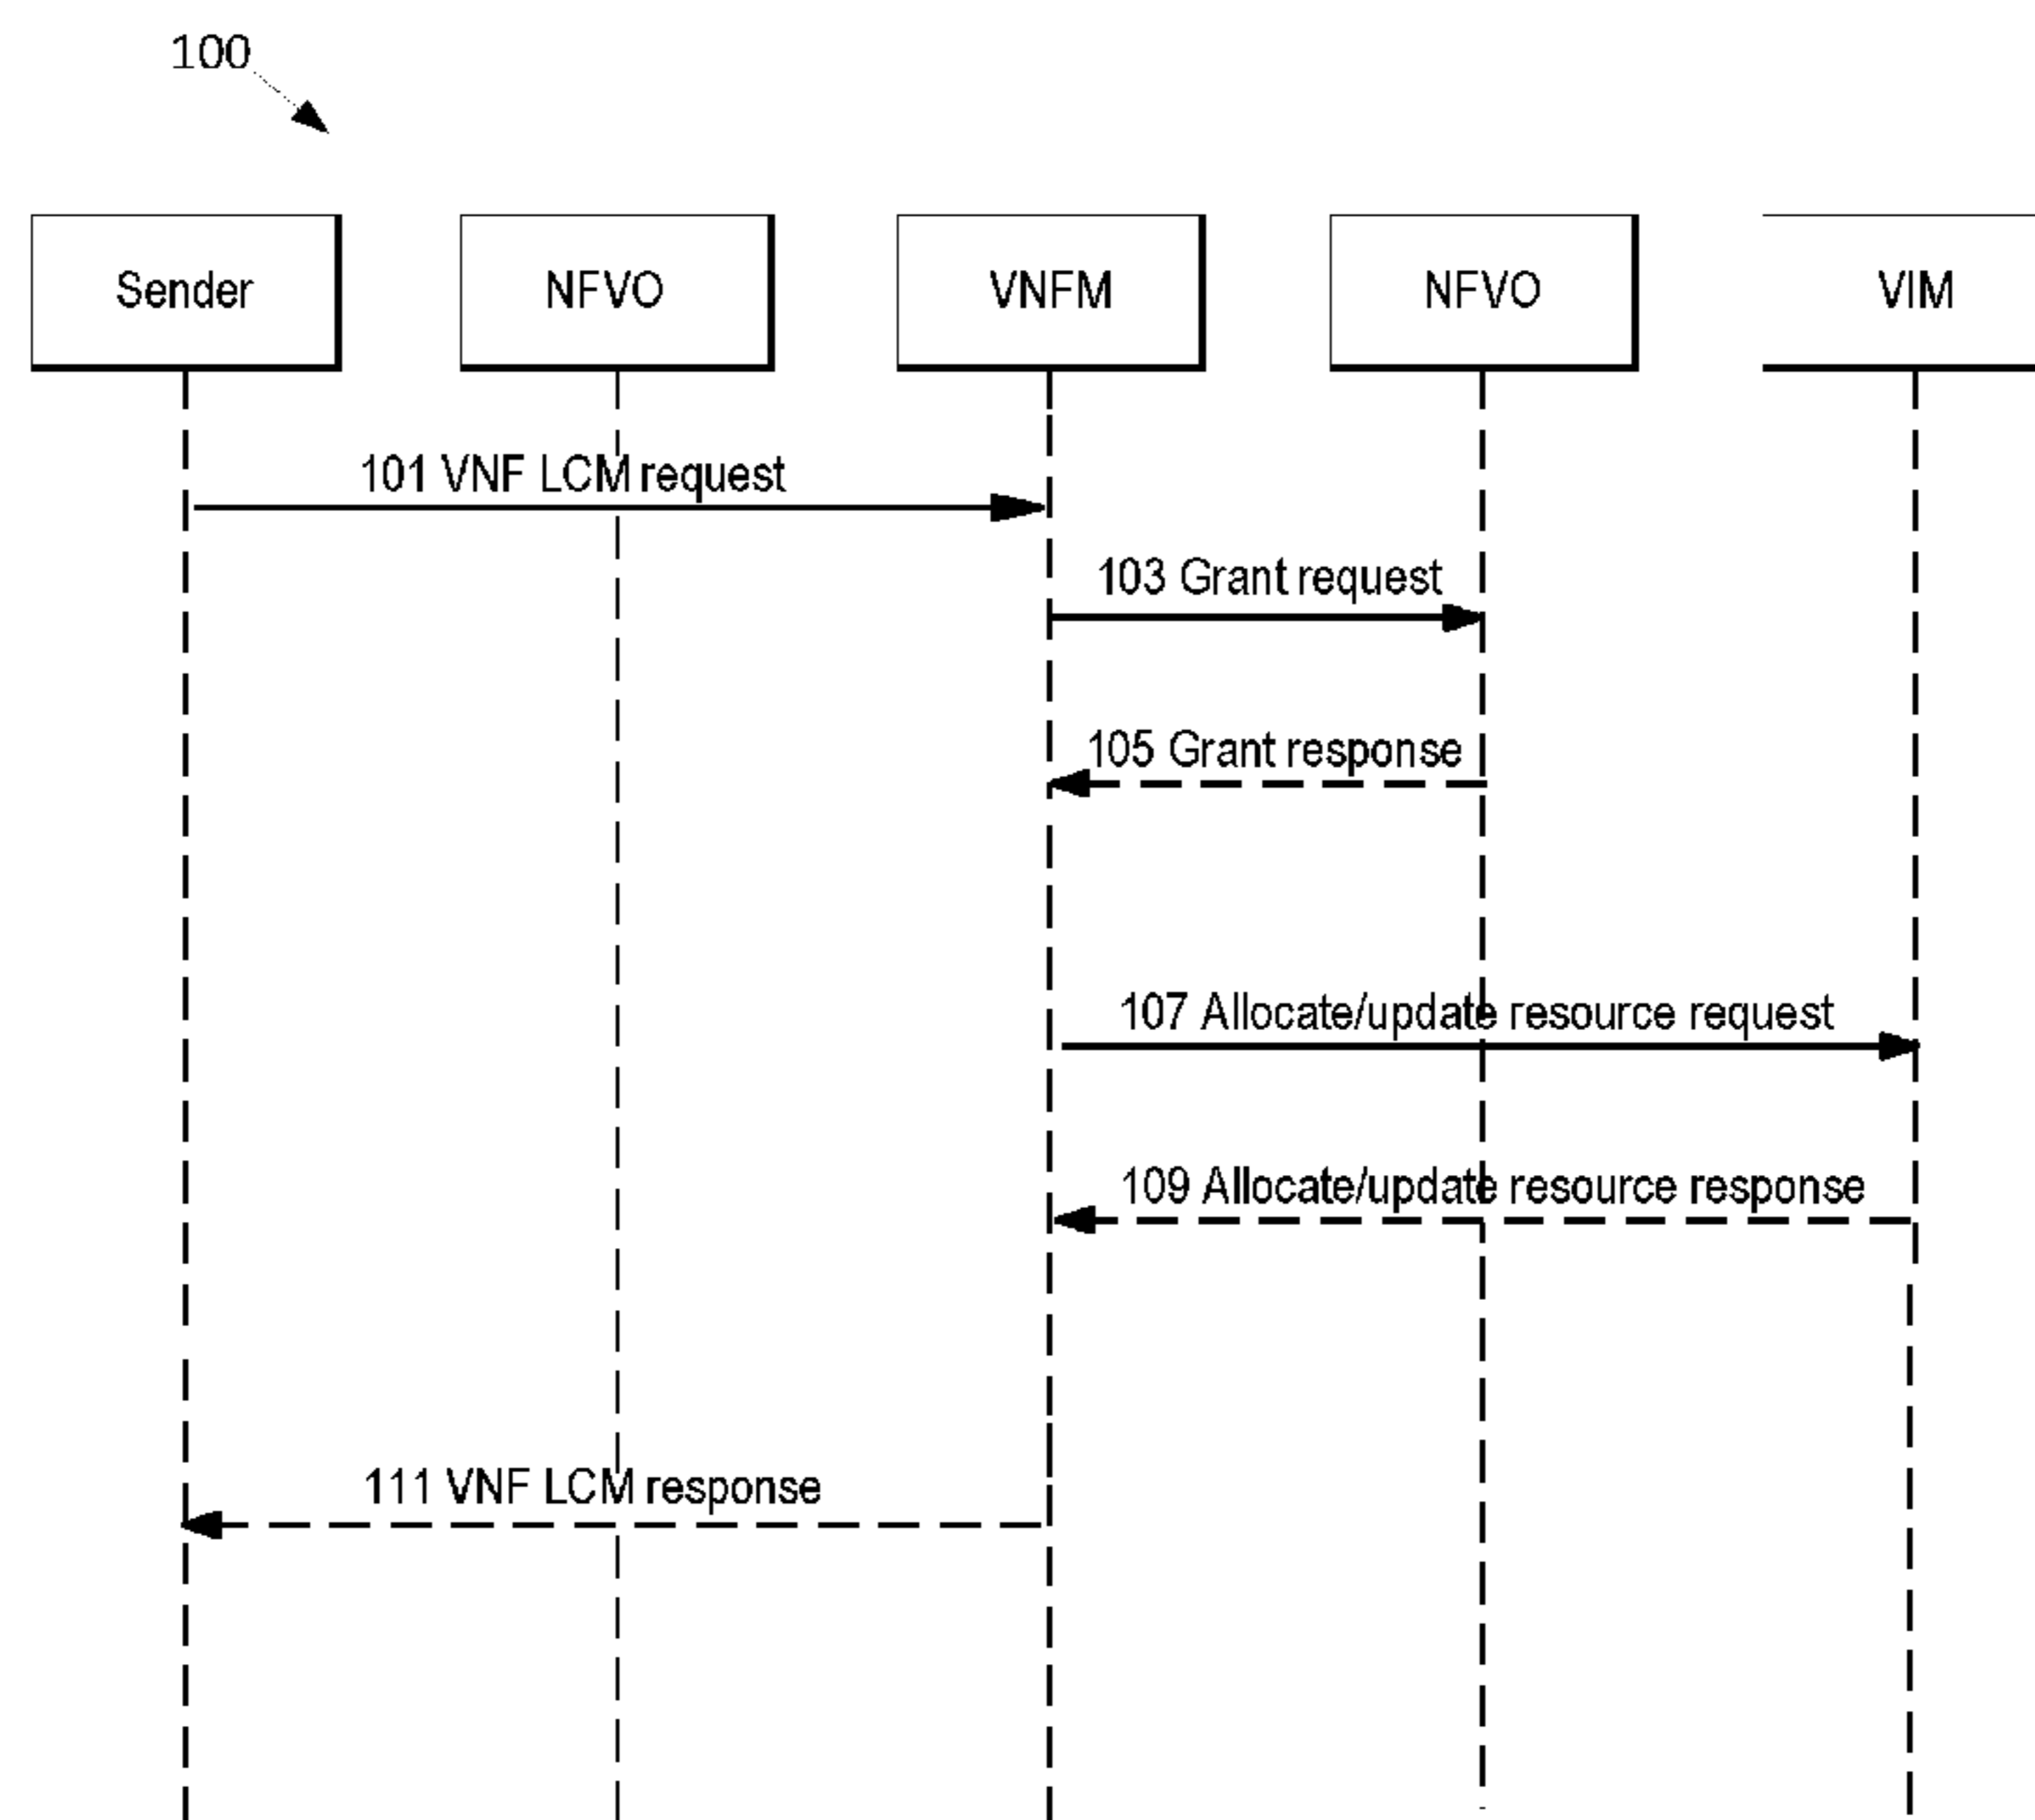 100
Sender
NFVO
VNFM
NFVO
VIM
101 VNF LCM request
103 Grant request
105 Grant response
107 Allocate/update resource request
109 Allocate/update resource response
111 VNF LCM response